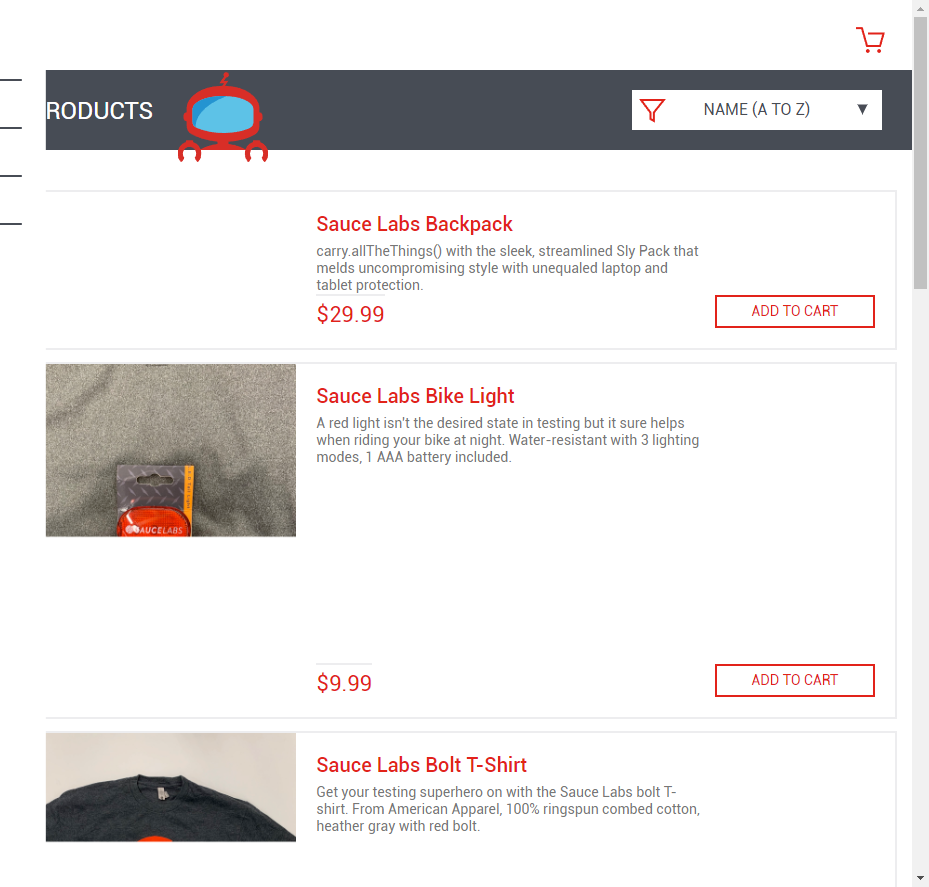 RODUCTS
NAME (A TO Z)
Sauce Labs Backpack
carry.allTheThings() with the sleek, streamlined Sly Pack that
melds uncompromising style with unequaled laptop and
tablet protection.
$29.99
ADD TO CART
Sauce Labs Bike Light
A red light isn't the desired state in testing but it sure helps
when riding your bike at night. Water-resistant with 3 lighting
modes, 1 AAA battery included.
SAUCELABS
$9.99
ADD TO CART
Sauce Labs Bolt T-Shirt
Get your testing superhero on with the Sauce Labs bolt T-
shirt. From American Apparel, 100% ringspun combed cotton,
heather gray with red bolt.